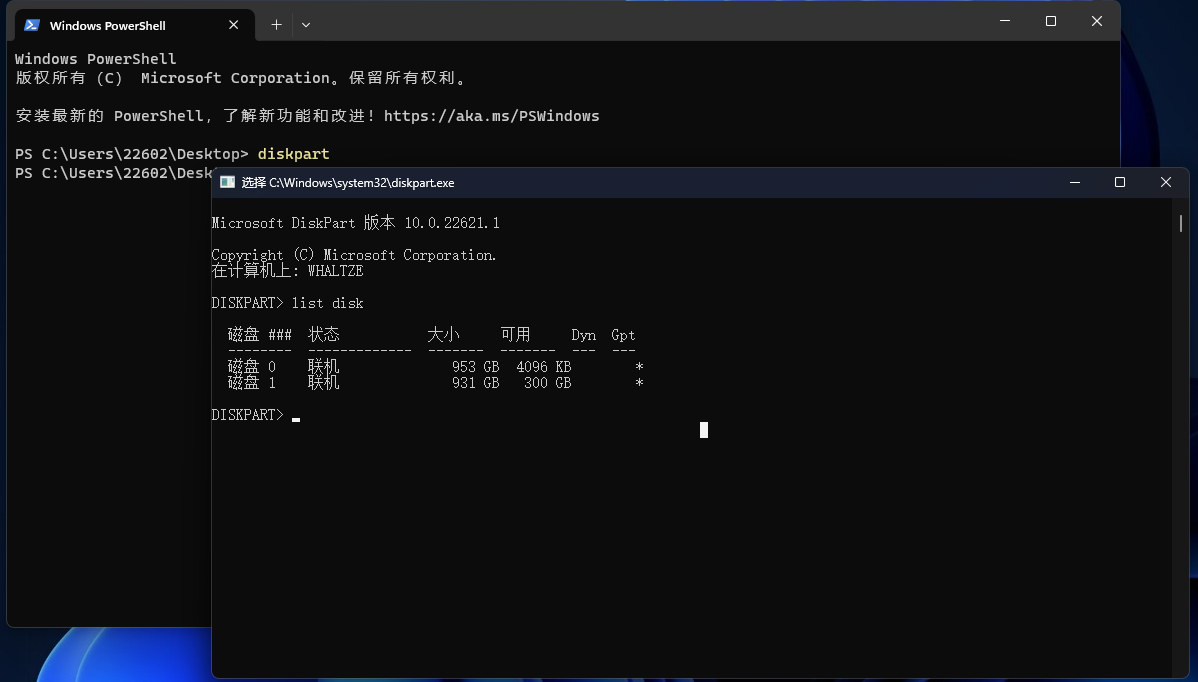 Windows PowerShell
Windows PowerShell
版权所有 (C)  Microsoft Corporation。保留所有权利。
安装最新的 PowerShell，了解新功能和改进！https://aka.ms/PSWindows
PS C:\Users\22602\Desktop> diskpart
PS C:\Users\22602\Desk
选择 C:\Windows\system32\diskpart.exe
Microsoft DiskPart 版本 10.0.22621.1
Copyright (C) Microsoft Corporation.
在计算机上: WHALTZE
DISKPART> list disk
磁盘 ###  状态           大小     可用     Dyn  Gpt
--------  -------------  -------  -------  ---  ---
磁盘 0    联机              953 GB  4096 KB        *
磁盘 1    联机              931 GB   300 GB        *
DISKPART>